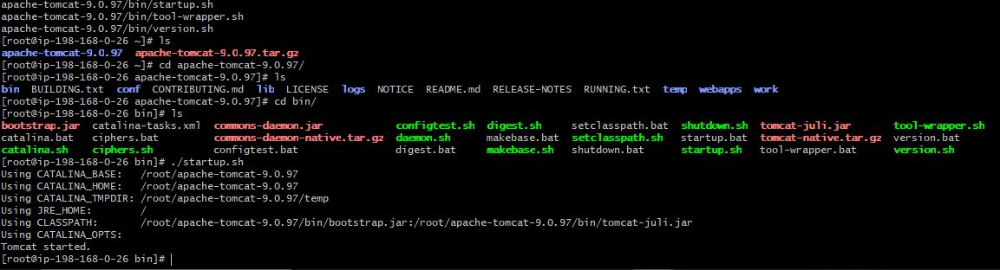 apache-tomcat-9.0.97/bin/startup.sh
apache-tomcat-9.0.97/bin/tool-wrapper.sh
apache-tomcat-9.0.97/bin/version.sh
[root@ip-198-168-0-26 ~]# ls
apache-tomcat-9.0.97  apache-tomcat-9.0.97.tar.gz
[root@ip-198-168-0-26 ~]# cd apache-tomcat-9.0.97/
[root@ip-198-168-0-26 apache-tomcat-9.0.97]# ls
bin  BUILDING.txt  conf  CONTRIBUTING.md  lib  LICENSE  logs  NOTICE  README.md  RELEASE-NOTES  RUNNING.txt  temp  webapps  work
[root@ip-198-168-0-26 apache-tomcat-9.0.97]# cd bin/
[root@ip-198-168-0-26 bin]# ls
bootstrap.jar  catalina-tasks.xml  commons-daemon.jar            configtest.sh  digest.sh     setclasspath.bat  shutdown.sh  tomcat-juli.jar       tool-wrapper.sh
catalina.bat   ciphers.bat         commons-daemon-native.tar.gz  daemon.sh      makebase.bat  setclasspath.sh   startup.bat  tomcat-native.tar.gz  version.bat
catalina.sh    ciphers.sh          configtest.bat                digest.bat     makebase.sh   shutdown.bat      startup.sh   tool-wrapper.bat      version.sh
[root@ip-198-168-0-26 bin]# ./startup.sh
Using CATALINA_BASE:   /root/apache-tomcat-9.0.97
Using CATALINA_HOME:   /root/apache-tomcat-9.0.97
Using CATALINA_TMPDIR: /root/apache-tomcat-9.0.97/temp
Using JRE_HOME:        /
Using CLASSPATH:       /root/apache-tomcat-9.0.97/bin/bootstrap.jar:/root/apache-tomcat-9.0.97/bin/tomcat-juli.jar
Using CATALINA_OPTS:
Tomcat started.
[root@ip-198-168-0-26 bin]#